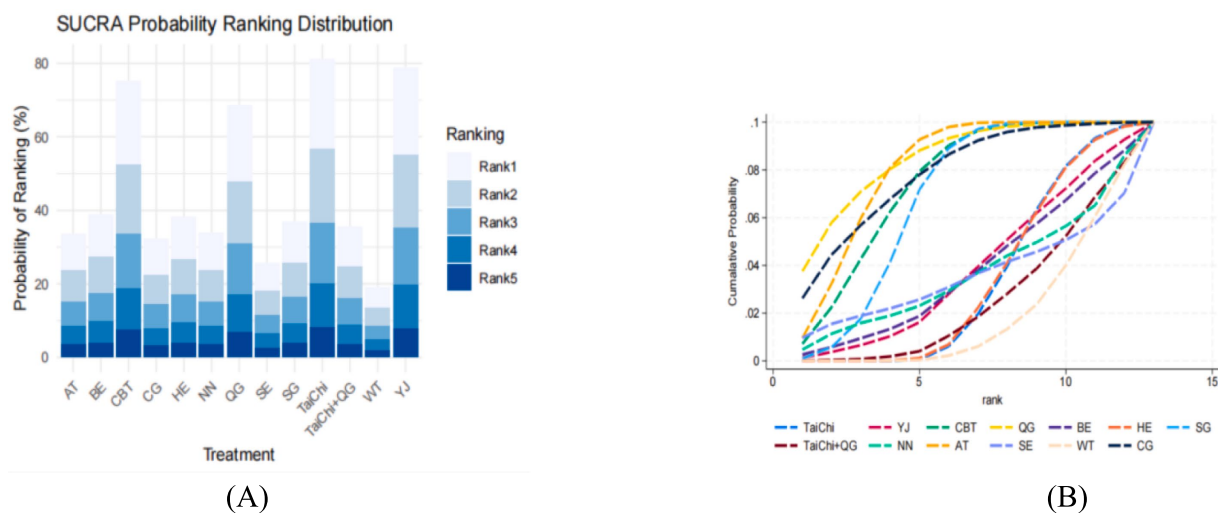 SUCRA Probability Ranking Distribution
Probability of Ranking (%)
80
60
40
20
0
AT
BE
CBT
CG
HE
NN
QG
SE
SG
TaiChi
TaiChi+QG
WT
YJ
Treatment
Ranking
Rank1
Rank2
Rank3
Rank4
Rank5
(A)
Cumulative Probability
.1
.08
.06
.04
.02
0
0 5 10 15
rank
TaiChi YJ CBT QG BE HE SG
TaiChi+QG NN AT SE WT CG
(B)